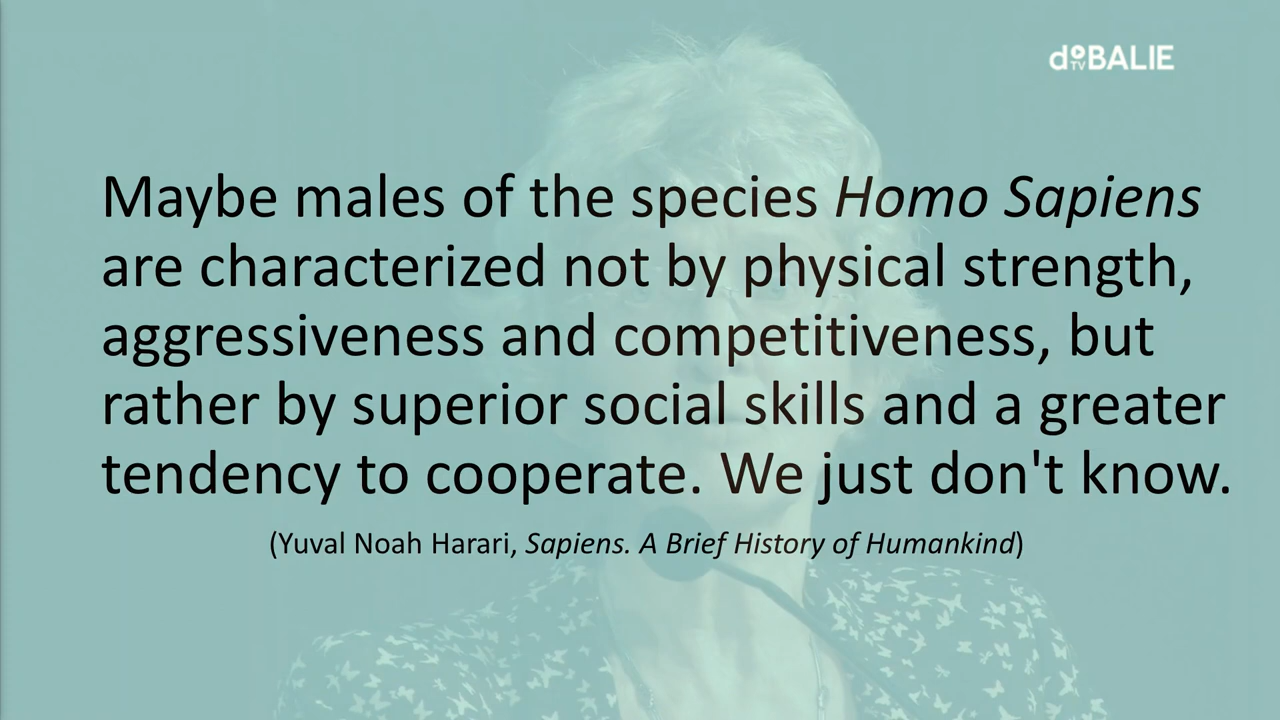 doBALIE
TV
Maybe males of the species Homo Sapiens
are characterized not by physical strength,
aggressiveness and competitiveness, but
rather by superior social skills and a greater
tendency to cooperate. We just don't know.
(Yuval Noah Harari, Sapiens. A Brief History of Humankind)